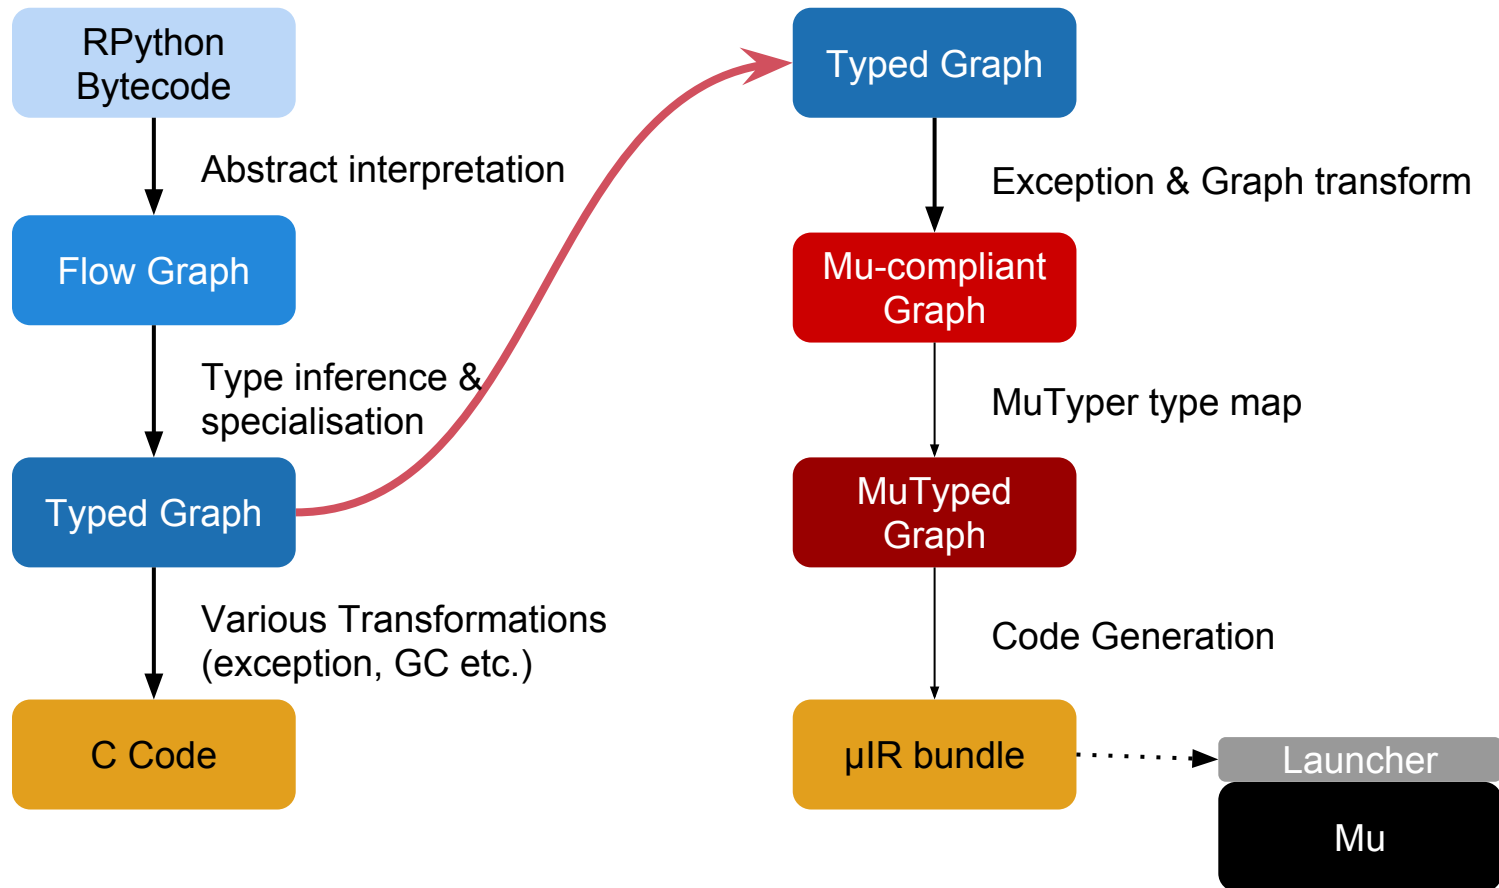 RPython
Bytecode
Abstract interpretation
Flow Graph
Type inference &
specialisation
Typed Graph
Various Transformations
(exception, GC etc.)
C Code
Typed Graph
Exception & Graph transform
Mu-compliant
Graph
MuTyper type map
MuTyped
Graph
Code Generation
µIR bundle
Launcher
Mu